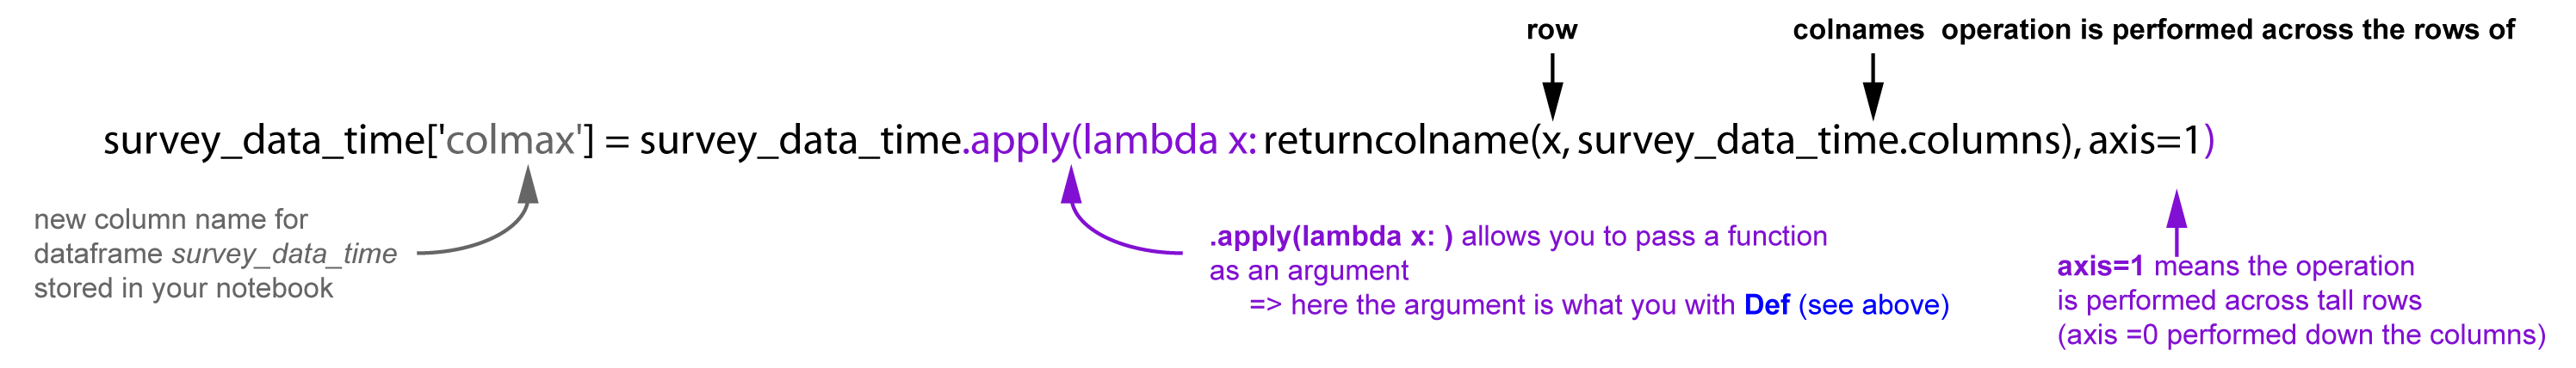 row
colnames  operation is performed across the rows of
survey_data_time['colmax'] = survey_data_time.apply(lambda x: returncolname(x, survey_data_time.columns), axis=1)
new column name for
dataframe survey_data_time
stored in your notebook
.apply(lambda x: ) allows you to pass a function
as an argument
=> here the argument is what you with Def (see above)
axis=1 means the operation
is performed across tall rows
(axis =0 performed down the columns)